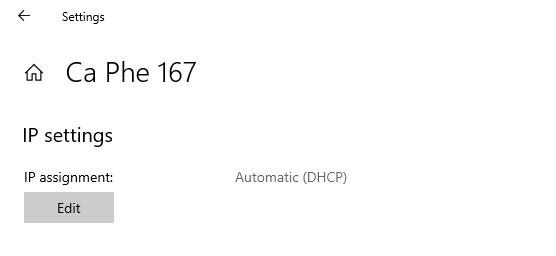 Settings
Ca Phe 167
IP settings
IP assignment: Automatic (DHCP)
Edit